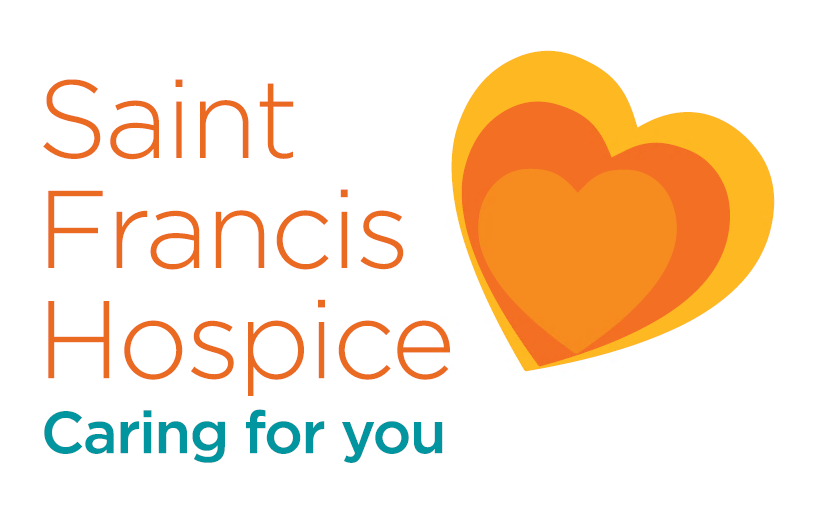 Saint
Francis
Hospice
Caring for you